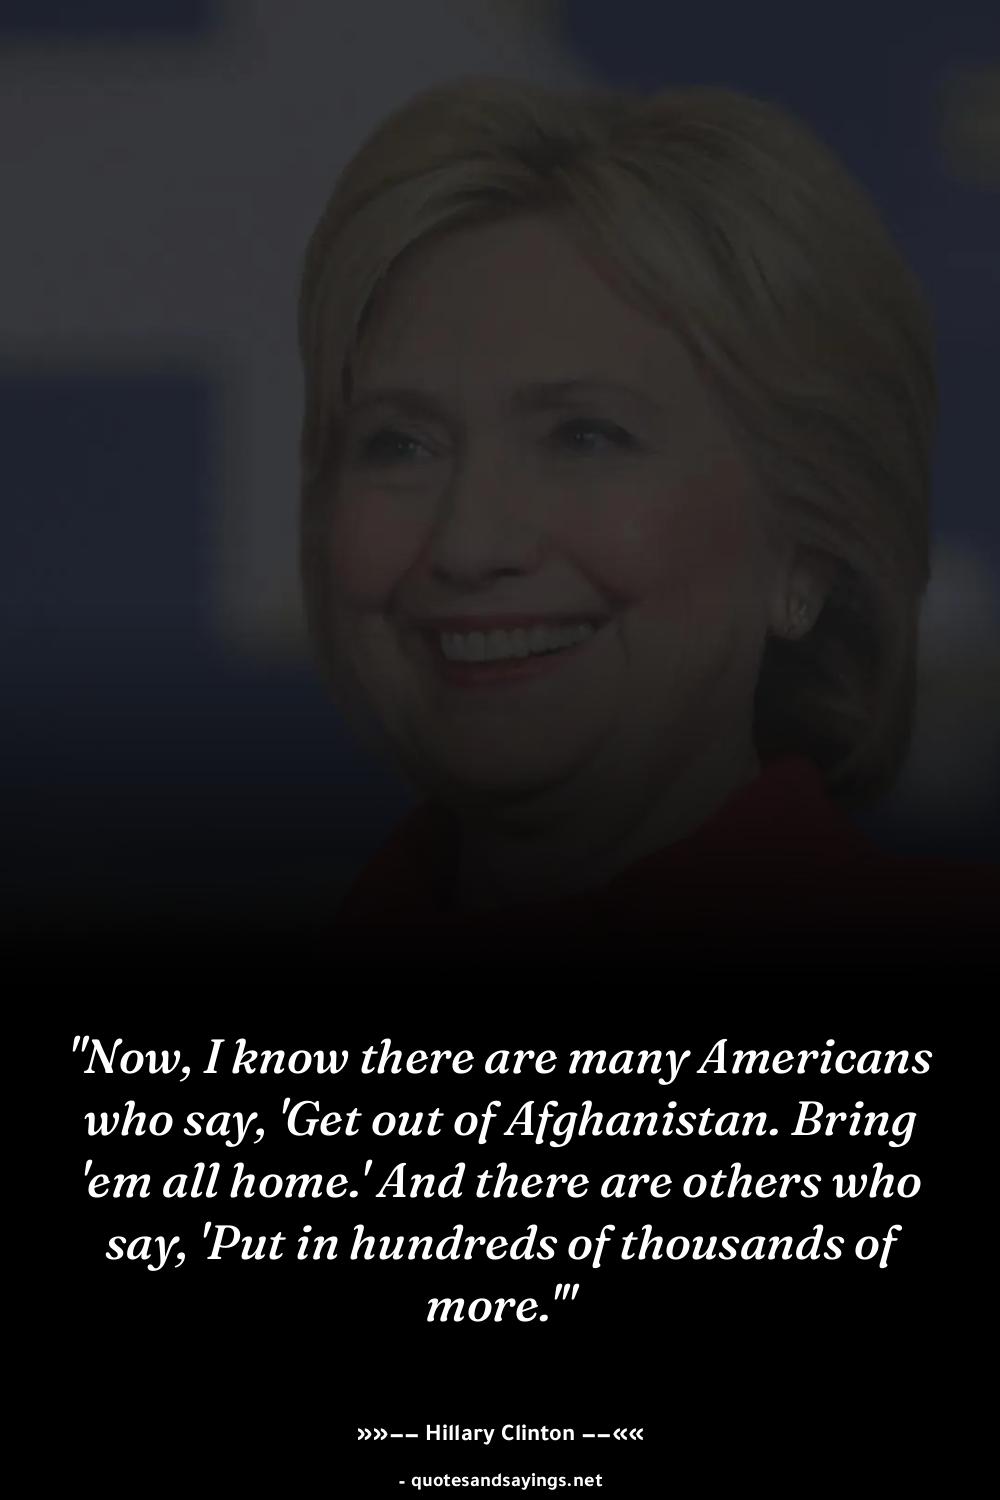 "Now, I know there are many Americans
who say, 'Get out of Afghanistan. Bring
'em all home.' And there are others who
say, 'Put in hundreds of thousands of
more.'"
»»-- Hillary Clinton --««
- quotesandsayings.net